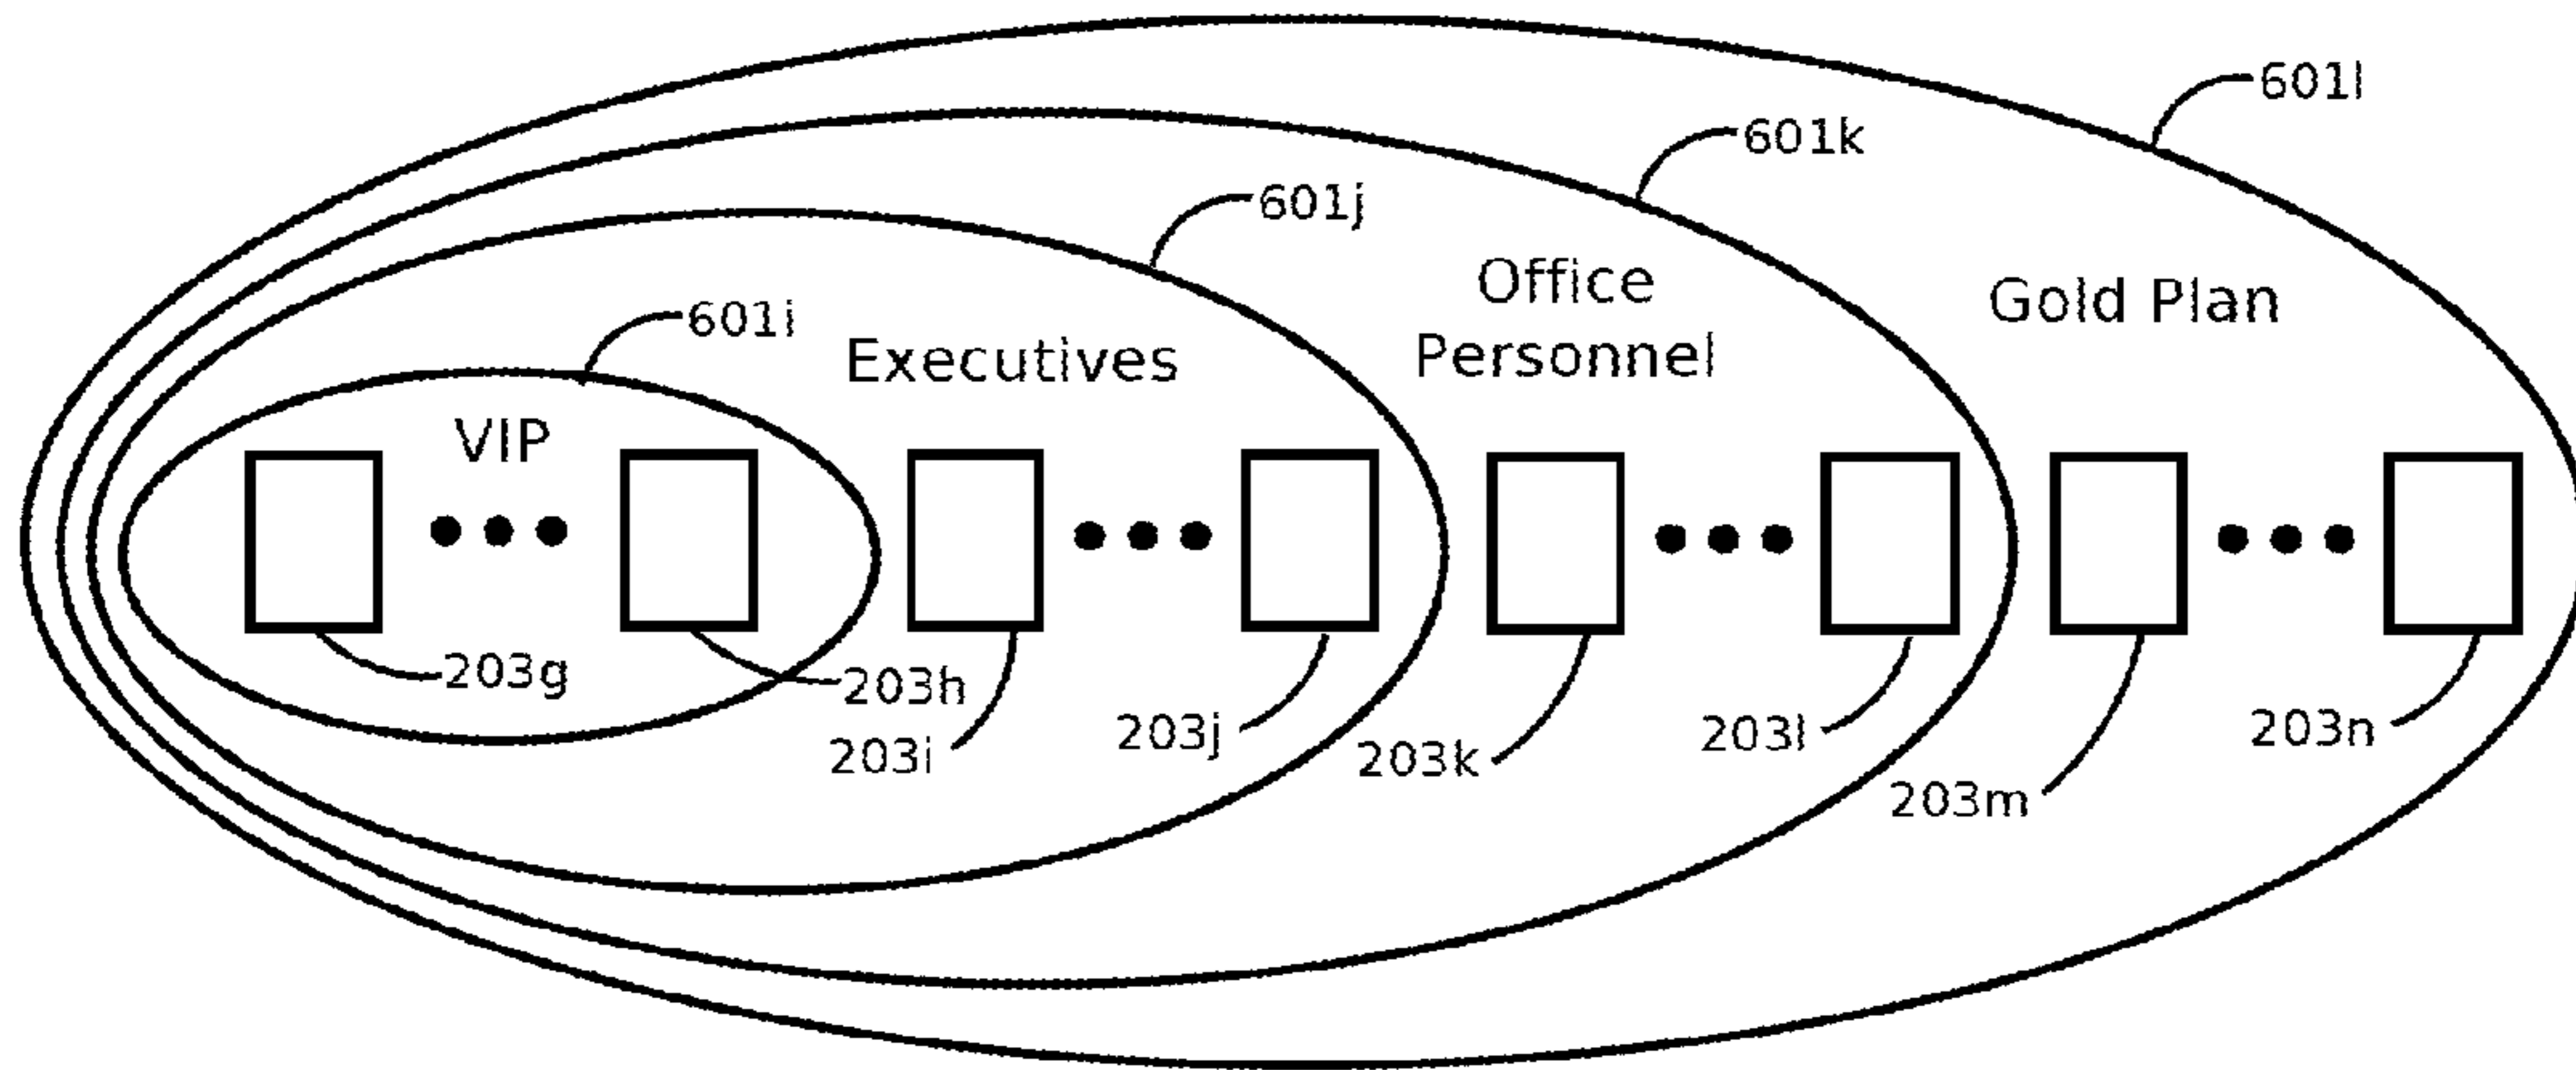 601l
601k
601j
Office
Personnel
Gold Plan
601i
Executives
VIP
203g
203h
203i
203j
203k
203l
203m
203n